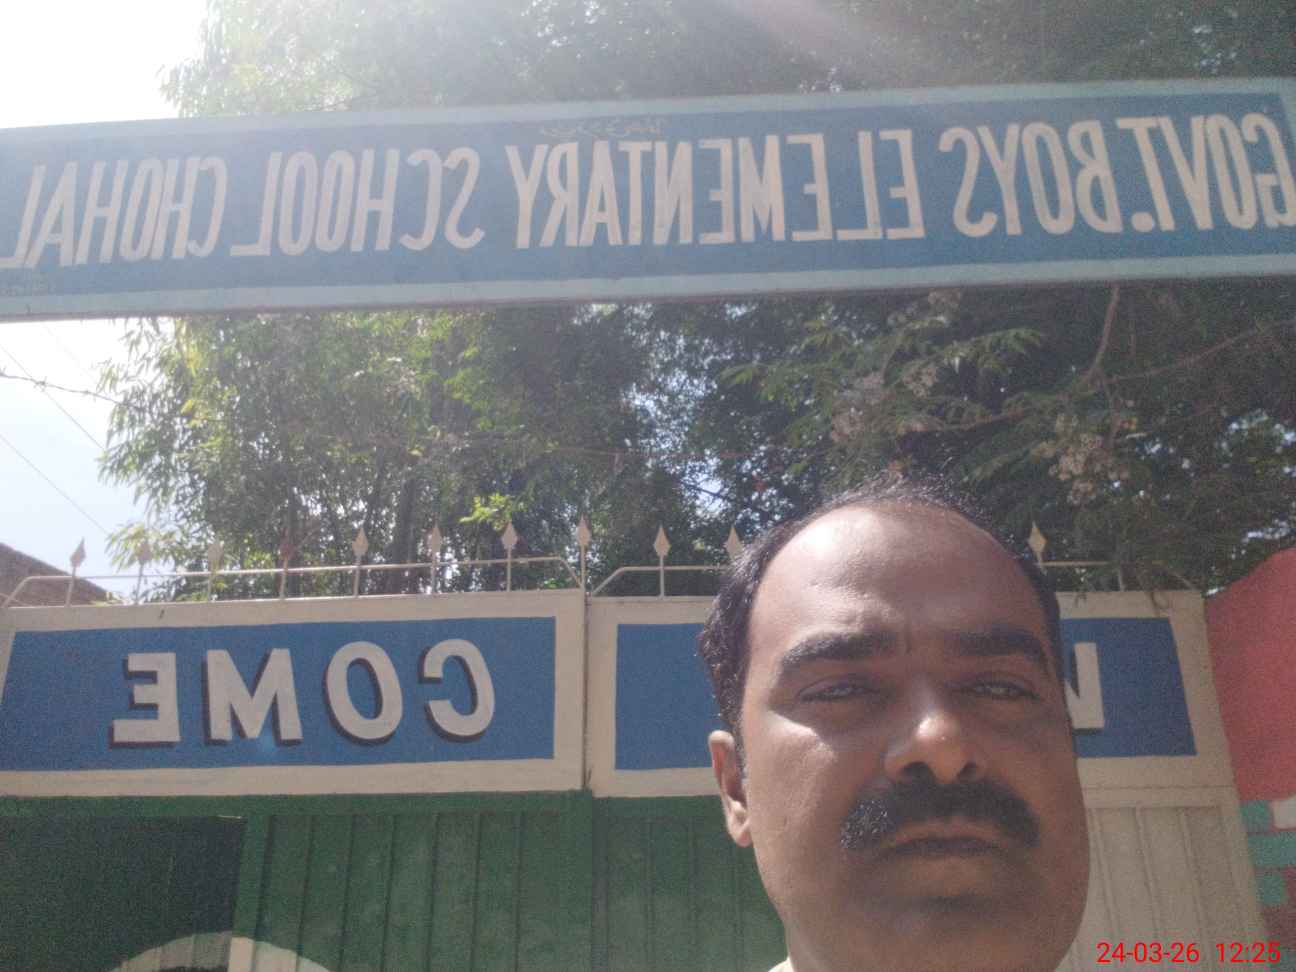 GOVT. BOYS ELEMENTARY SCHOOL CHOHAL
COME
24-03-26 12:25